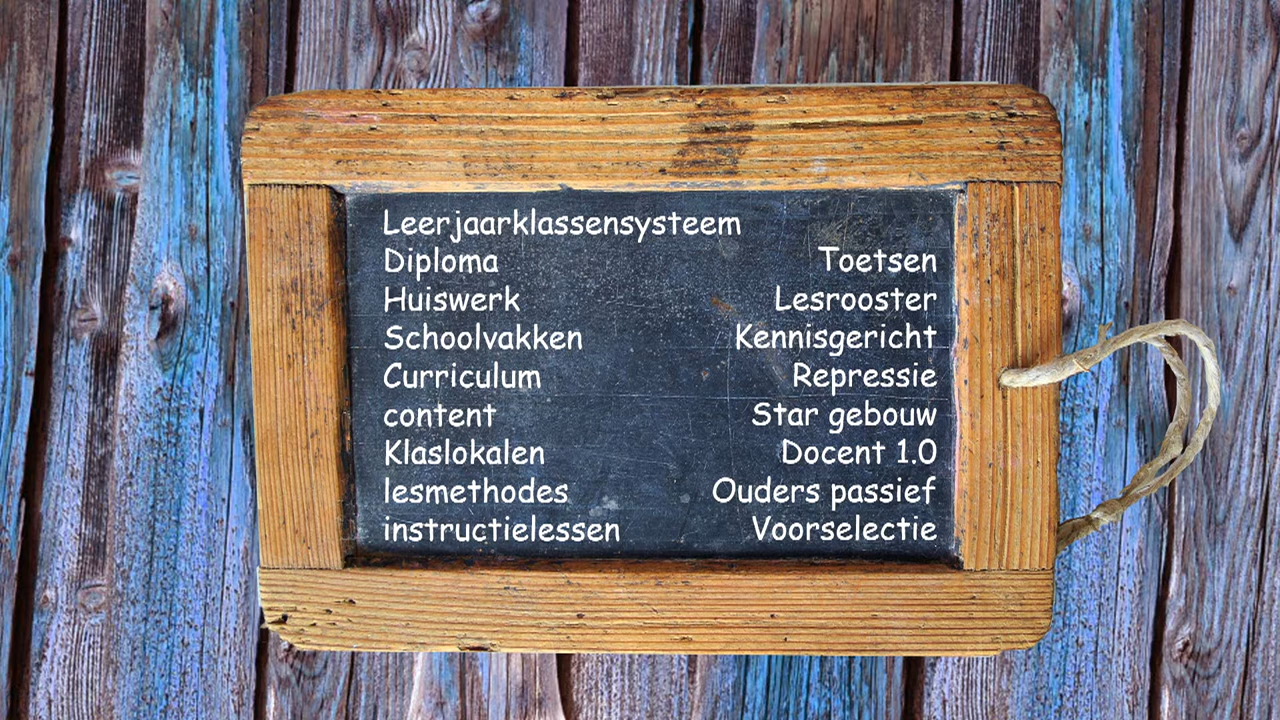 Leerjaarklassensysteem
Diploma
Huiswerk
Schoolvakken
Curriculum
content
Klaslokalen
lesmethodes
instructielessen
Toetsen
Lesrooster
Kennisgericht
Repressie
Star gebouw
Docent 1.0
Ouders passief
Voorselectie